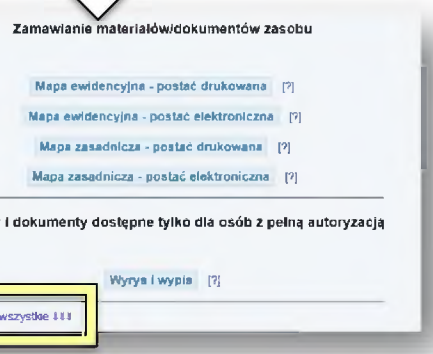 Zamawianie materiałów/dokumentów zasobu
Mapa ewidencyjna - postać drukowana [?]
Mapa ewidencyjna - postać elektroniczna [?]
Mapa zasadnicza - postać drukowana [?]
Mapa zasadnicza - postać elektroniczna [?]
i dokumenty dostępne tylko dla osób z pełną autoryzacją
Wyrys i wypis [?]
wszystkie ⬇⬇⬇